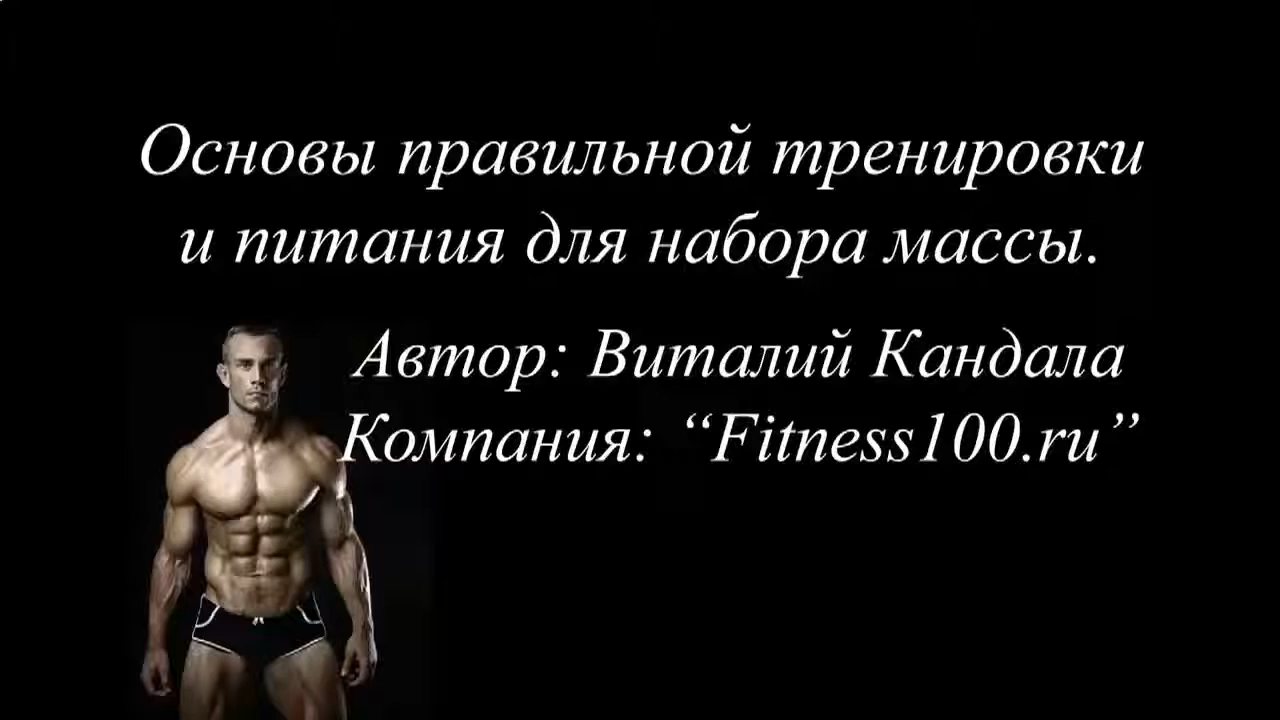 Основы правильной тренировки
и питания для набора массы.
Автор: Виталий Кандала
Компания: “Fitness100.ru”